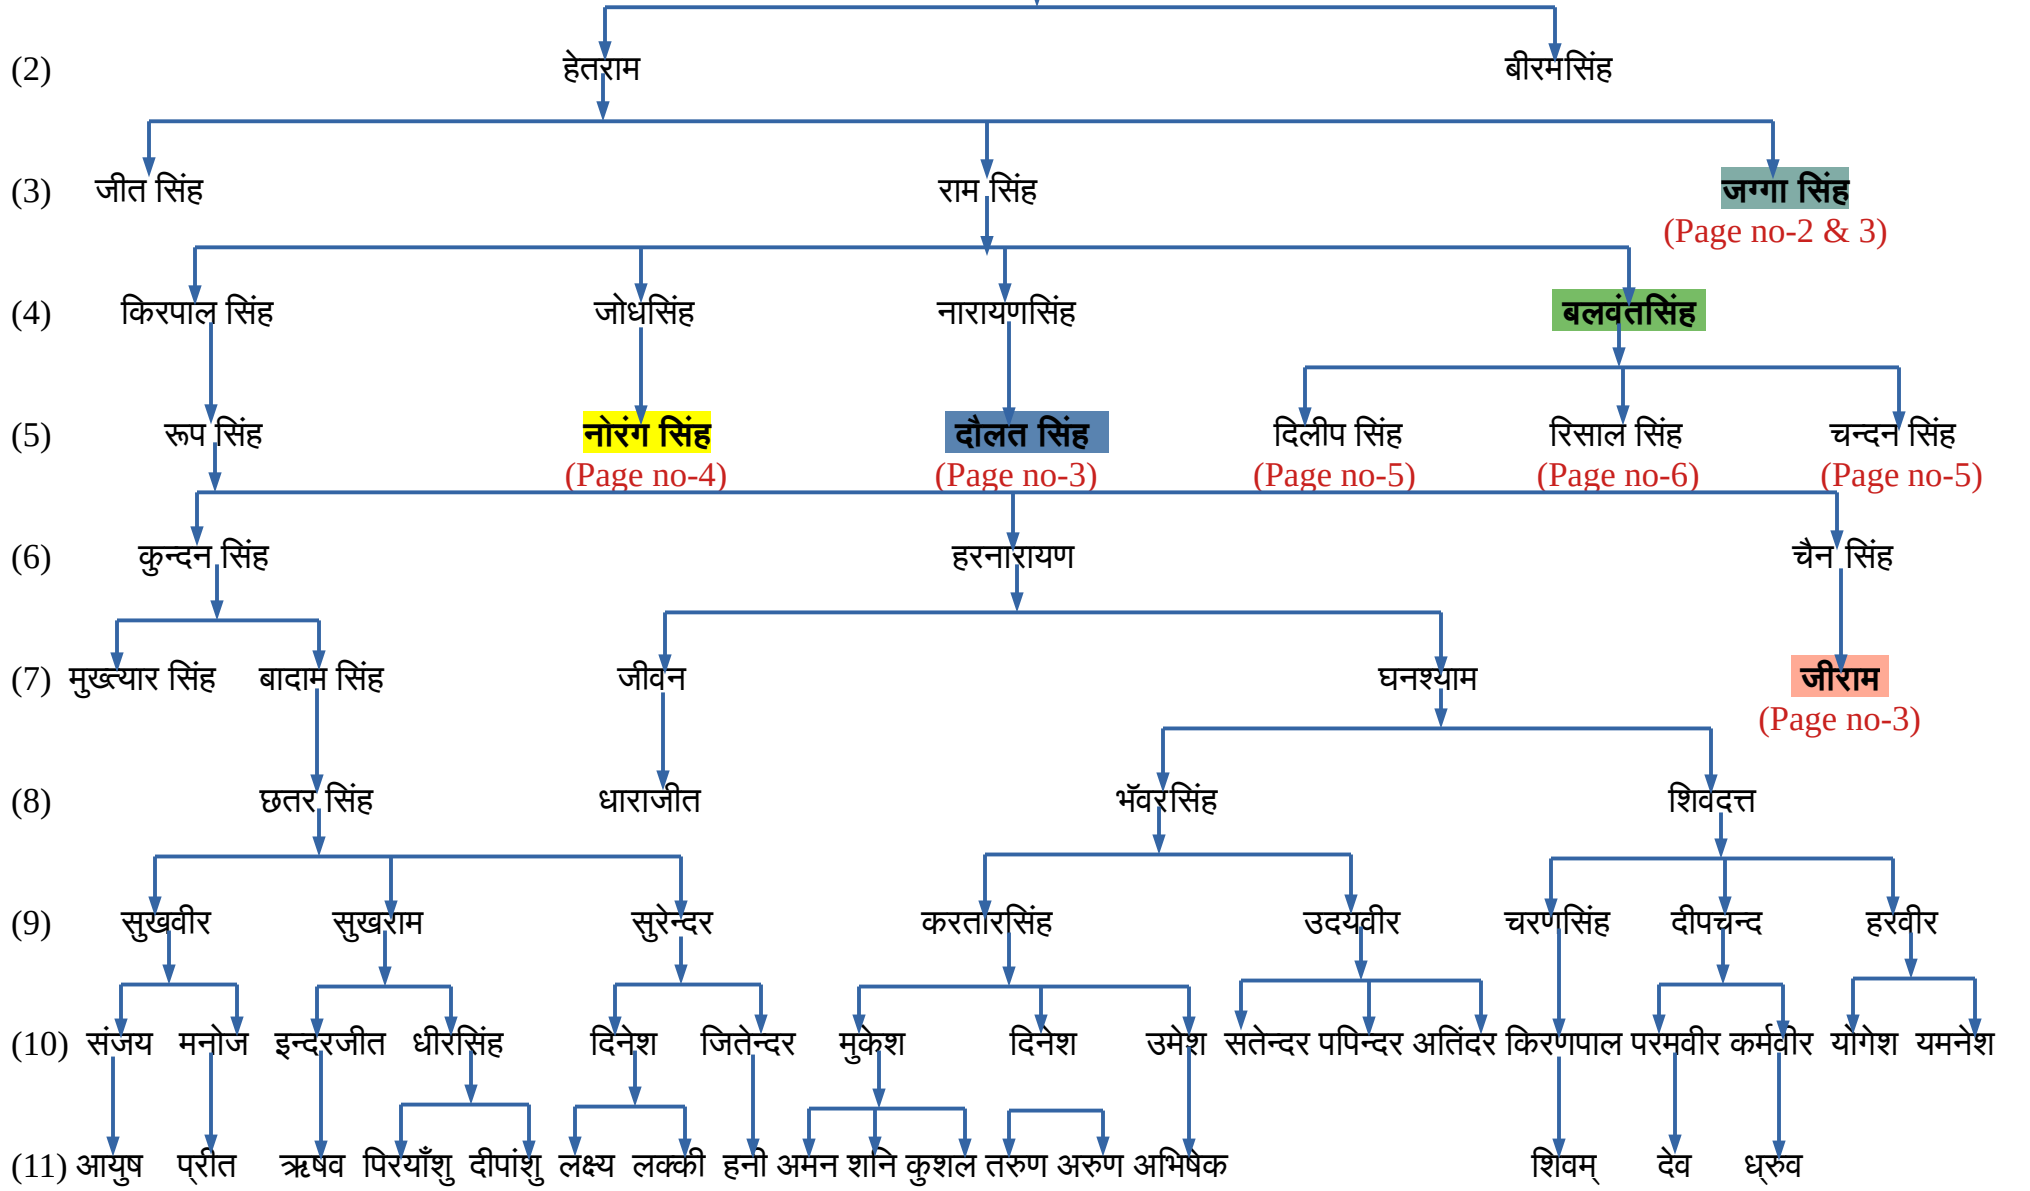 (2) हेतराम बीरमसिंह
(3) जीत सिंह राम सिंह जग्गा सिंह
(Page no-2 & 3)
(4) किरपाल सिंह जोधसिंह नारायणसिंह बलवंतसिंह
(5) रूप सिंह नोरंग सिंह दौलत सिंह दिलीप सिंह रिसाल सिंह चन्दन सिंह
(Page no-4) (Page no-3) (Page no-5) (Page no-6) (Page no-5)
(6) कुन्दन सिंह हरनारायण चैन सिंह
(7) मुख्त्यार सिंह बादाम सिंह जीवन घनश्याम जीराम
(Page no-3)
(8) छतर सिंह धाराजीत भॅवरसिंह शिवदत्त
(9) सुखवीर सुखराम सुरेन्दर करतारसिंह उदयवीर चरणसिंह दीपचन्द हरवीर
(10) संजय मनोज इन्दरजीत धीरसिंह दिनेश जितेन्दर मुकेश दिनेश उमेश सतेन्दर पपिन्दर अतिंदर किरणपाल परमवीर कर्मवीर योगेश यमनेश
(11) आयुष प्रीत ऋषव पिरयाँशु दीपांशु लक्ष्य लक्की हनी अमन शनि कुशल तरुण अरुण अभिषेक शिवम् देव ध्रुव